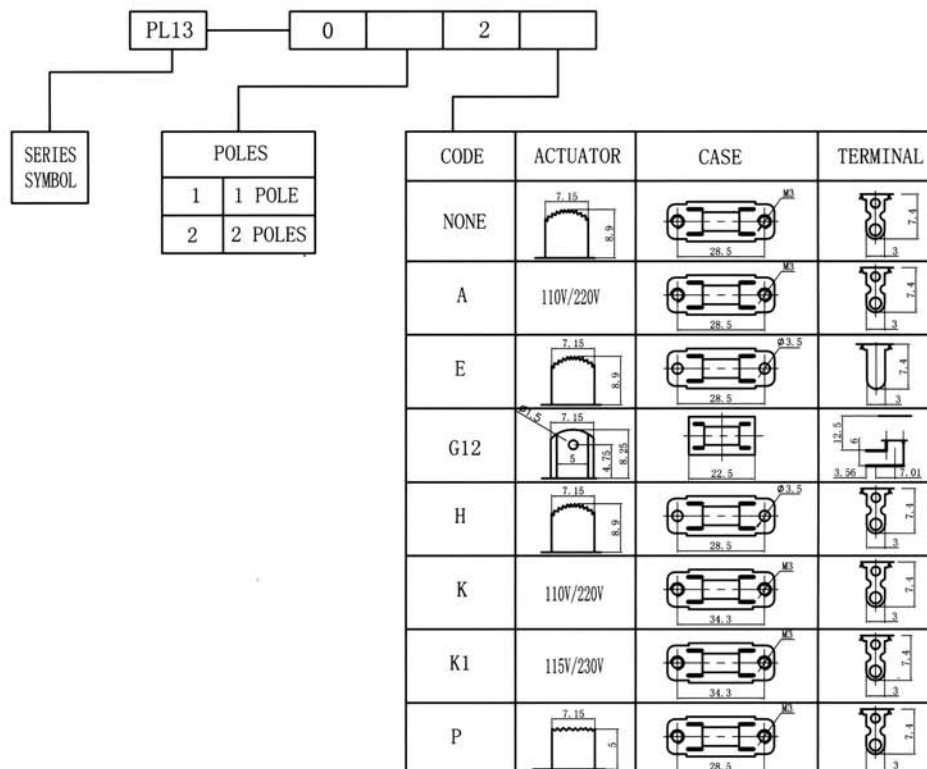 PL13 0 2
SERIES
SYMBOL
POLES
1 1 POLE
2 2 POLES
CODE ACTUATOR CASE TERMINAL
NONE 7.15 8.9 28.5 M3 7.4 3
A 110V/220V 28.5 M3 7.4 3
E 7.15 8.9 28.5 Ø3.5 7.4 3
G12 Ø1.5 7.15 5 4.75 8.25 22.5 12.5 6 3.56 7.01
H 7.15 8.9 28.5 Ø3.5 7.4 3
K 110V/220V 34.3 M3 7.4 3
K1 115V/230V 34.3 M3 7.4 3
P 7.15 5 28.5 M3 7.4 3